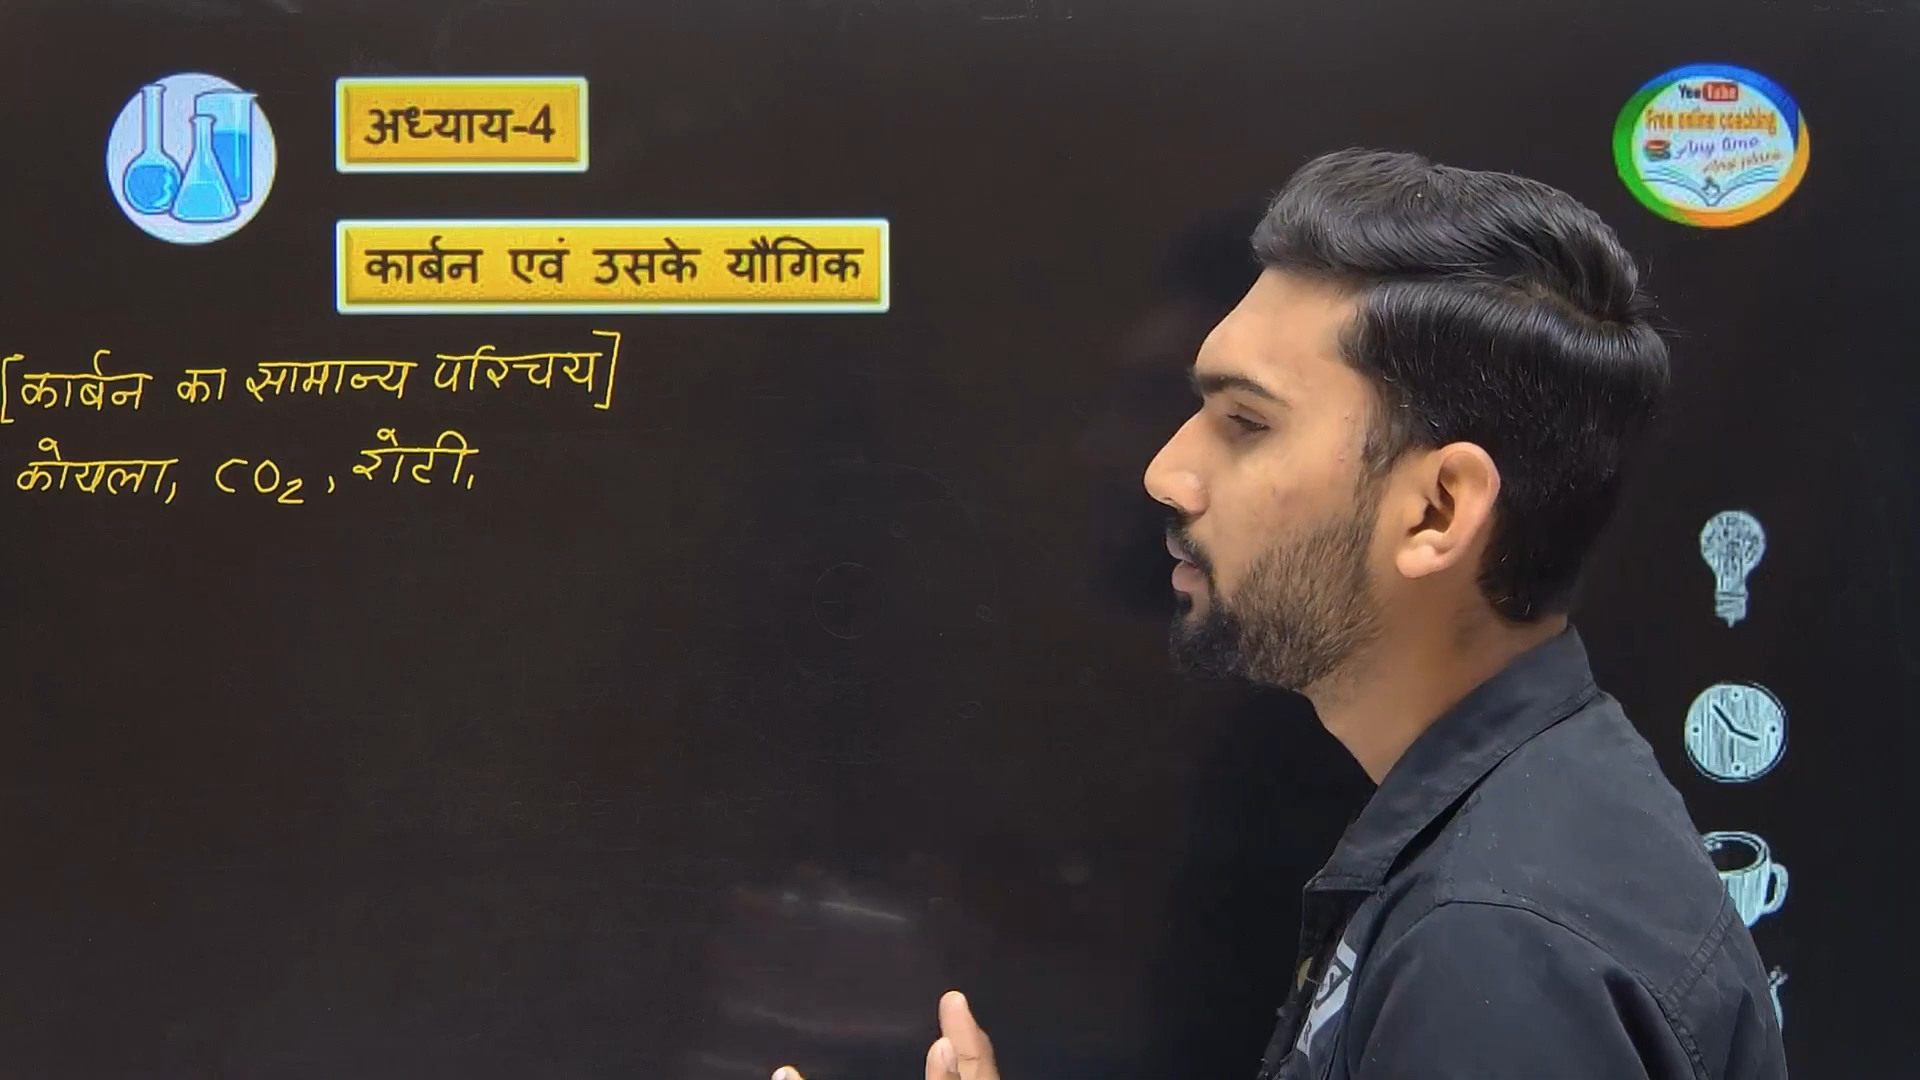 अध्याय-4
कार्बन एवं उसके यौगिक
[कार्बन का सामान्य परिचय]
कोयला, CO₂, रोटी,
YouTube
Free online coaching
Any time